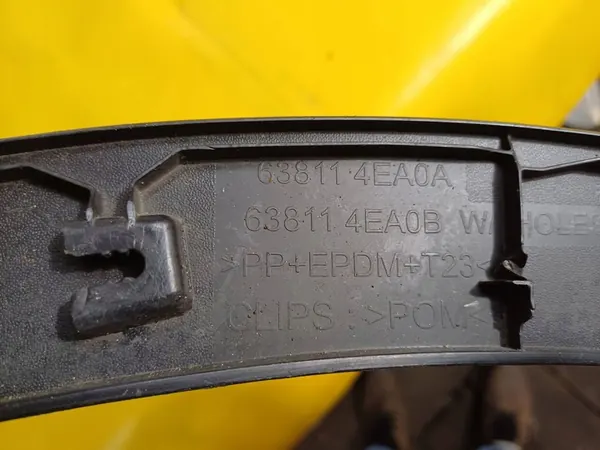 63811 4EA0A
63811 4EA0B W/HOLE
>PP+EPDM+T23<
CLIPS : >POM<